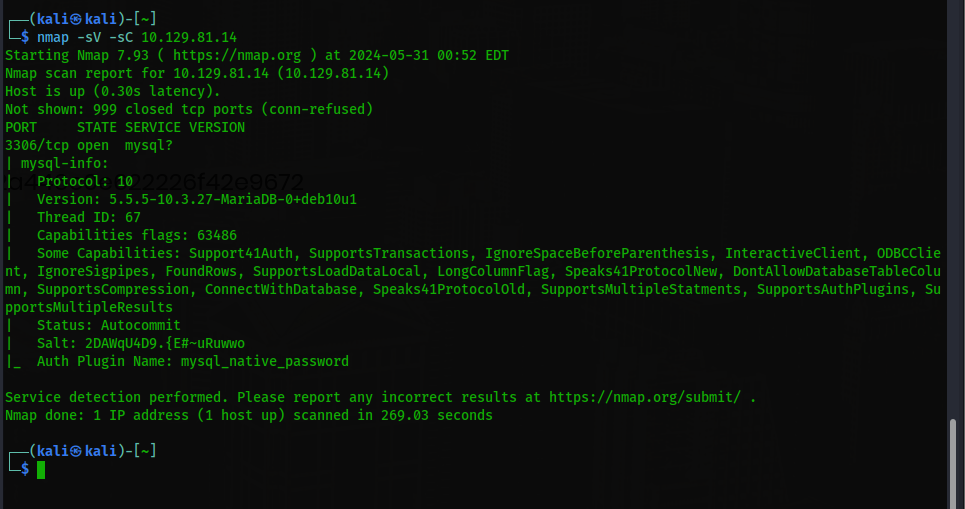 ┌──(kali㉿kali)-[~]
└─$ nmap -sV -sC 10.129.81.14
Starting Nmap 7.93 ( https://nmap.org ) at 2024-05-31 00:52 EDT
Nmap scan report for 10.129.81.14 (10.129.81.14)
Host is up (0.30s latency).
Not shown: 999 closed tcp ports (conn-refused)
PORT     STATE SERVICE VERSION
3306/tcp open  mysql?
| mysql-info:
|   Protocol: 10
|   Version: 5.5.5-10.3.27-MariaDB-0+deb10u1
|   Thread ID: 67
|   Capabilities flags: 63486
|   Some Capabilities: Support41Auth, SupportsTransactions, IgnoreSpaceBeforeParenthesis, InteractiveClient, ODBCClie
nt, IgnoreSigpipes, FoundRows, SupportsLoadDataLocal, LongColumnFlag, Speaks41ProtocolNew, DontAllowDatabaseTableColu
mn, SupportsCompression, ConnectWithDatabase, Speaks41ProtocolOld, SupportsMultipleStatments, SupportsAuthPlugins, Su
pportsMultipleResults
|   Status: Autocommit
|   Salt: 2DAWqU4D9.{E#~uRuwwo
|_  Auth Plugin Name: mysql_native_password
Service detection performed. Please report any incorrect results at https://nmap.org/submit/ .
Nmap done: 1 IP address (1 host up) scanned in 269.03 seconds
┌──(kali㉿kali)-[~]
└─$